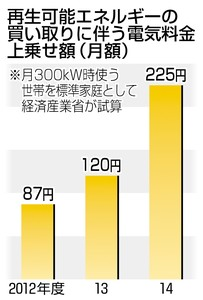 再生可能エネルギーの
買い取りに伴う電気料金
上乗せ額(月額)
※月300kW時使う
世帯を標準家庭として
経済産業省が試算
225円
120円
87円
2012年度 13 14